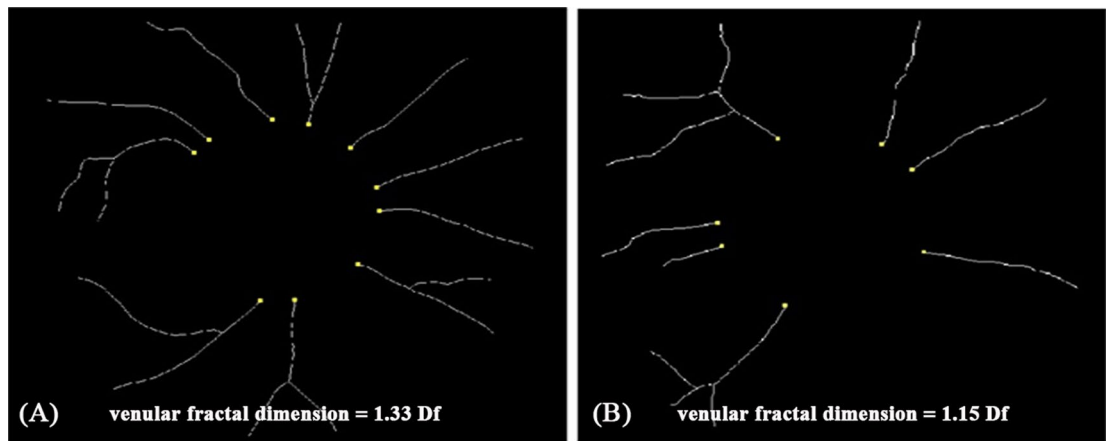 (A) venular fractal dimension = 1.33 Df
(B) venular fractal dimension = 1.15 Df